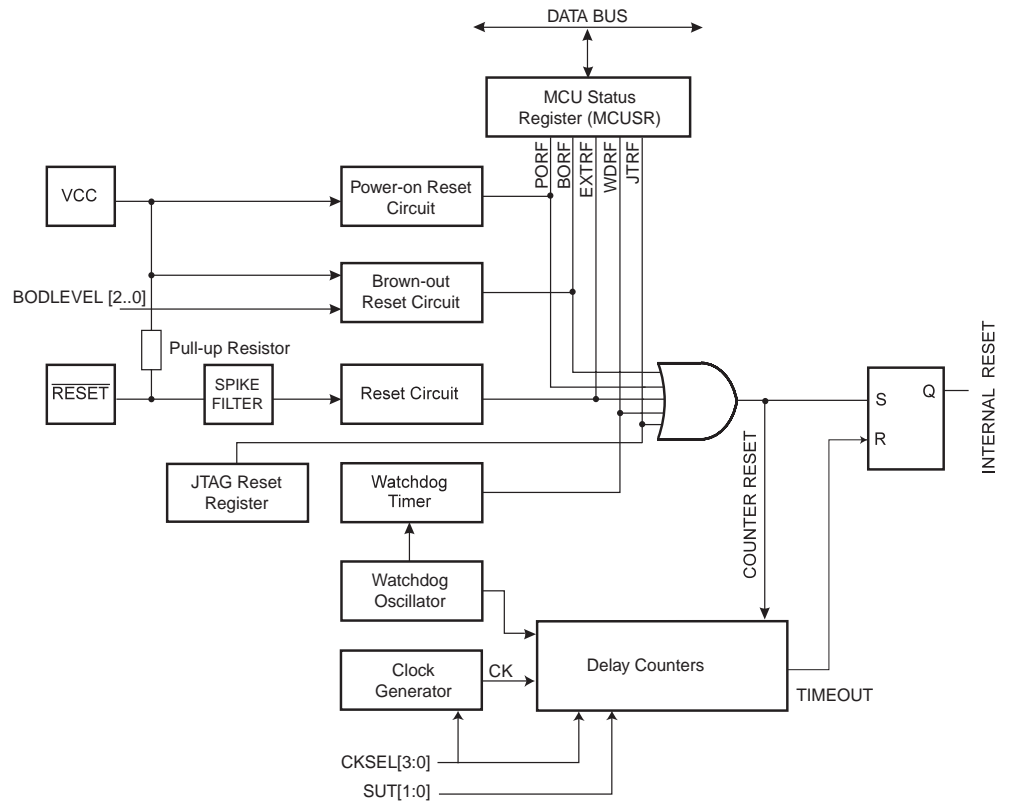 DATA BUS
MCU Status
Register (MCUSR)
PORF
BORF
EXTRF
WDRF
JTRF
VCC
Power-on Reset
Circuit
Brown-out
Reset Circuit
BODLEVEL [2..0]
Pull-up Resistor
RESET
SPIKE
FILTER
Reset Circuit
JTAG Reset
Register
Watchdog
Timer
S
Q
R
INTERNAL RESET
COUNTER RESET
Watchdog
Oscillator
Clock
Generator
CK
Delay Counters
TIMEOUT
CKSEL[3:0]
SUT[1:0]